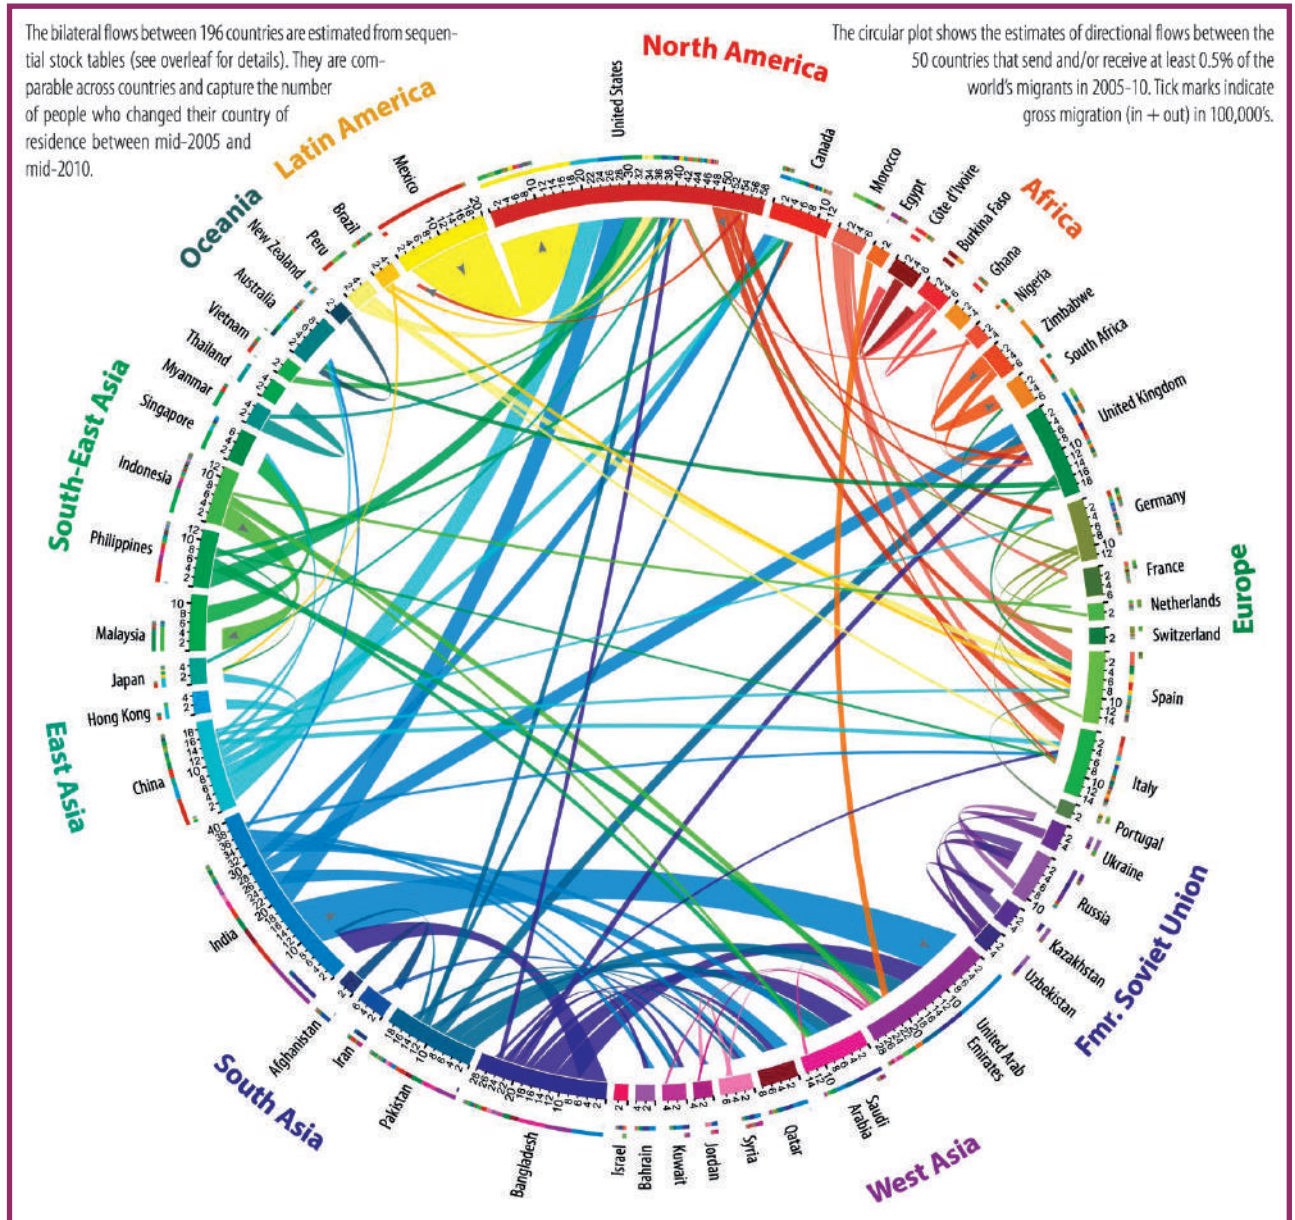 The bilateral flows between 196 countries are estimated from sequen-
tial stock tables (see overleaf for details). They are com-
parable across countries and capture the number
of people who changed their country of
residence between mid-2005 and
mid-2010.
The circular plot shows the estimates of directional flows between the
50 countries that send and/or receive at least 0.5% of the
world's migrants in 2005-10. Tick marks indicate
gross migration (in + out) in 100,000's.
North America
United States
Canada
Africa
Morocco
Egypt
Côte d'Ivoire
Burkina Faso
Ghana
Nigeria
Zimbabwe
South Africa
Europe
United Kingdom
Germany
France
Netherlands
Switzerland
Spain
Italy
Portugal
Fmr. Soviet Union
Ukraine
Russia
Kazakhstan
Uzbekistan
West Asia
United Arab
Emirates
Saudi
Arabia
Qatar
Syria
Jordan
Kuwait
Bahrain
Israel
South Asia
Bangladesh
Pakistan
Iran
Afghanistan
India
East Asia
China
Hong Kong
Japan
South-East Asia
Malaysia
Philippines
Indonesia
Singapore
Myanmar
Thailand
Vietnam
Oceania
Australia
New Zealand
Latin America
Peru
Brazil
Mexico